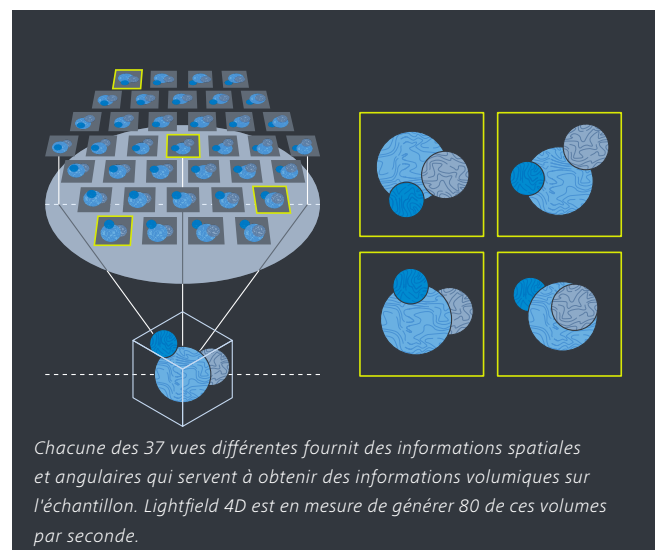 Chacune des 37 vues différentes fournit des informations spatiales
et angulaires qui servent à obtenir des informations volumiques sur
l'échantillon. Lightfield 4D est en mesure de générer 80 de ces volumes
par seconde.